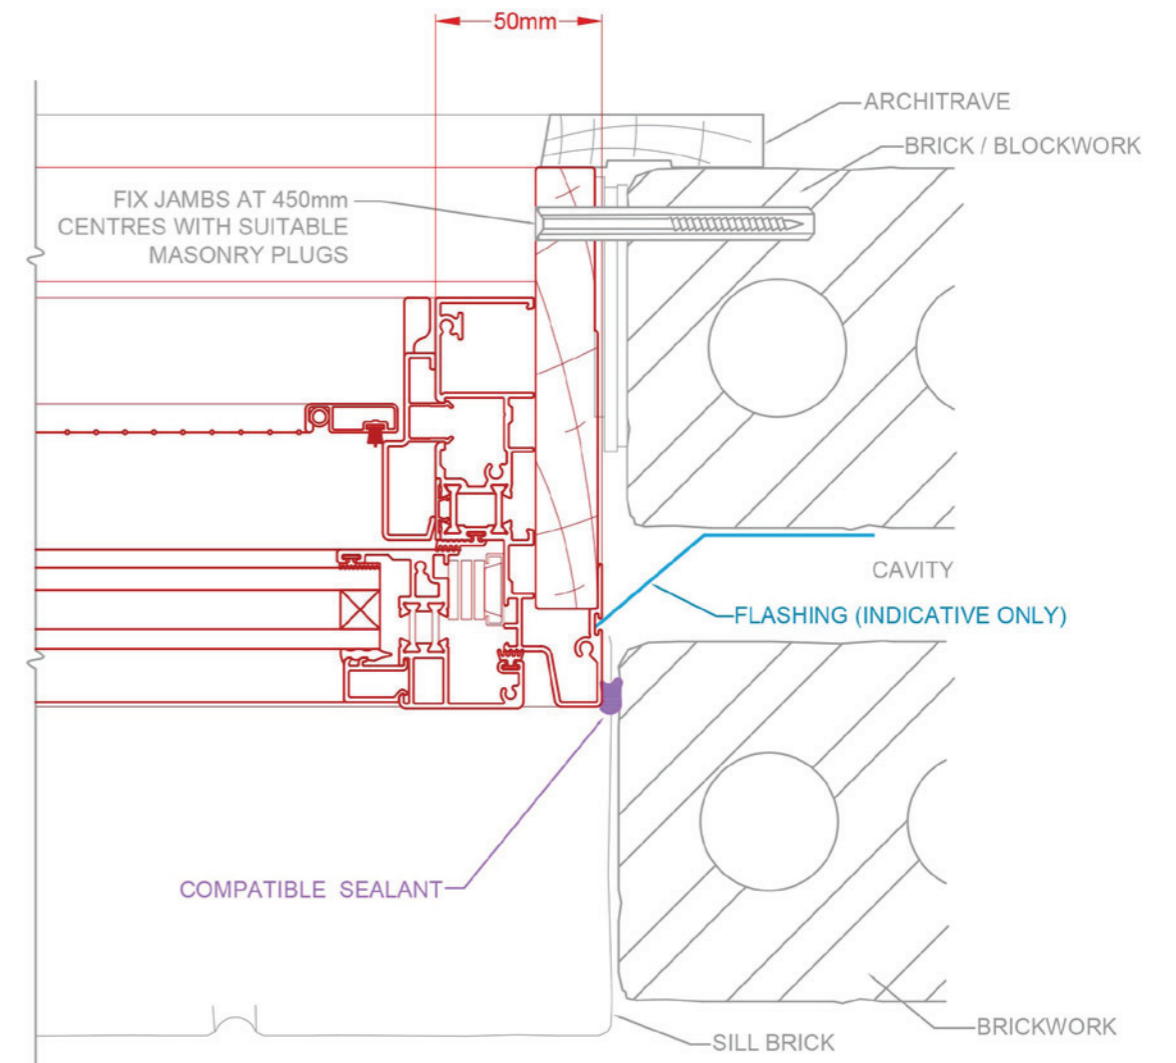 50mm
ARCHITRAVE
BRICK / BLOCKWORK
FIX JAMBS AT 450mm
CENTRES WITH SUITABLE
MASONRY PLUGS
CAVITY
FLASHING (INDICATIVE ONLY)
COMPATIBLE SEALANT
BRICKWORK
SILL BRICK